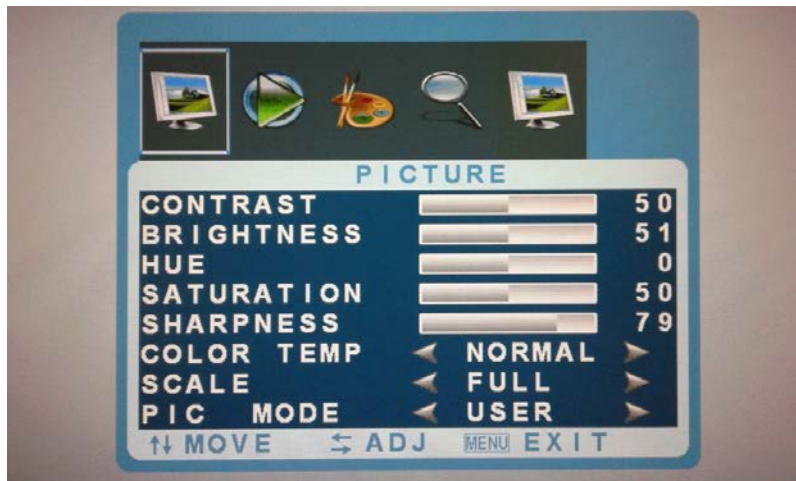 PICTURE
CONTRAST 50
BRIGHTNESS 51
HUE 0
SATURATION 50
SHARPNESS 79
COLOR TEMP NORMAL
SCALE FULL
PIC MODE USER
MOVE ADJ MENU EXIT